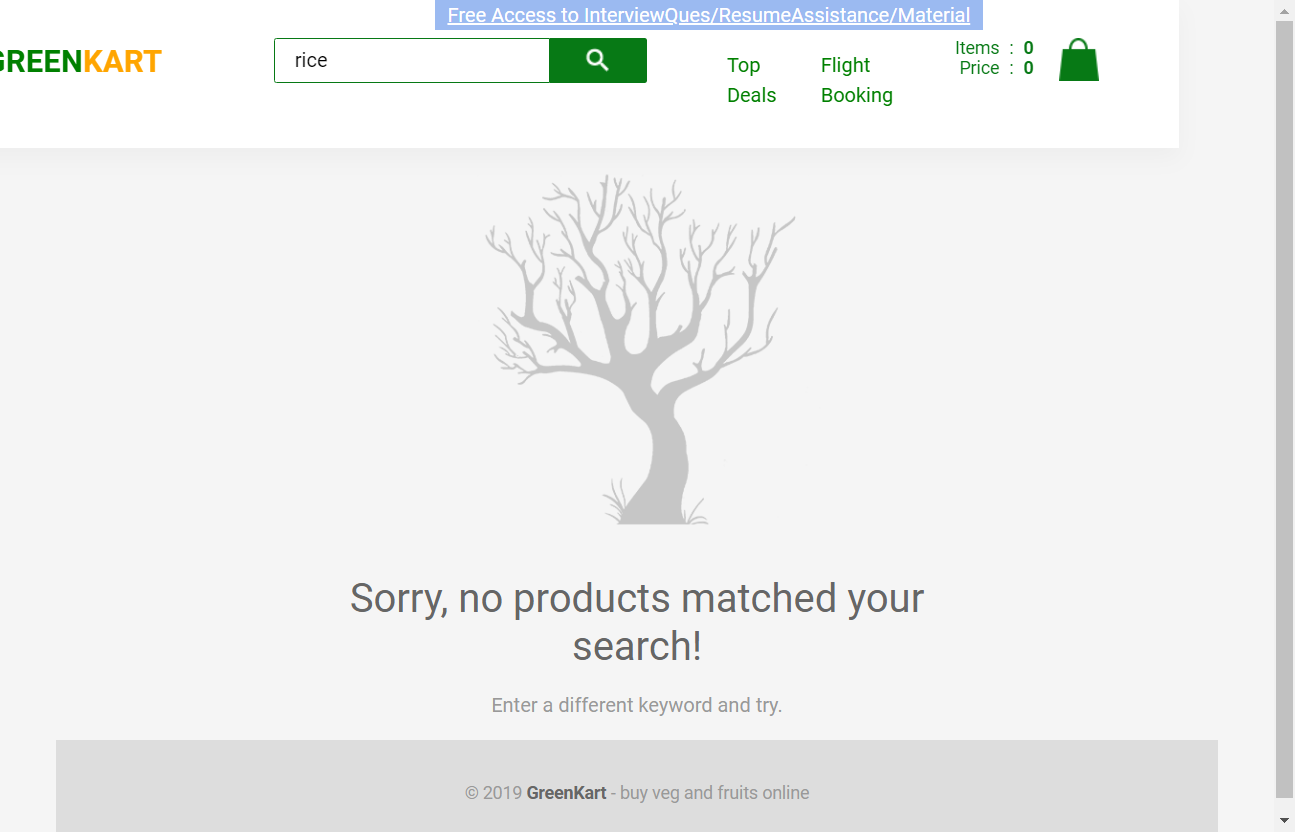 Free Access to InterviewQues/ResumeAssistance/Material
GREENKART
rice
Top Deals
Flight Booking
Items : 0
Price : 0
Sorry, no products matched your
search!
Enter a different keyword and try.
© 2019 GreenKart - buy veg and fruits online